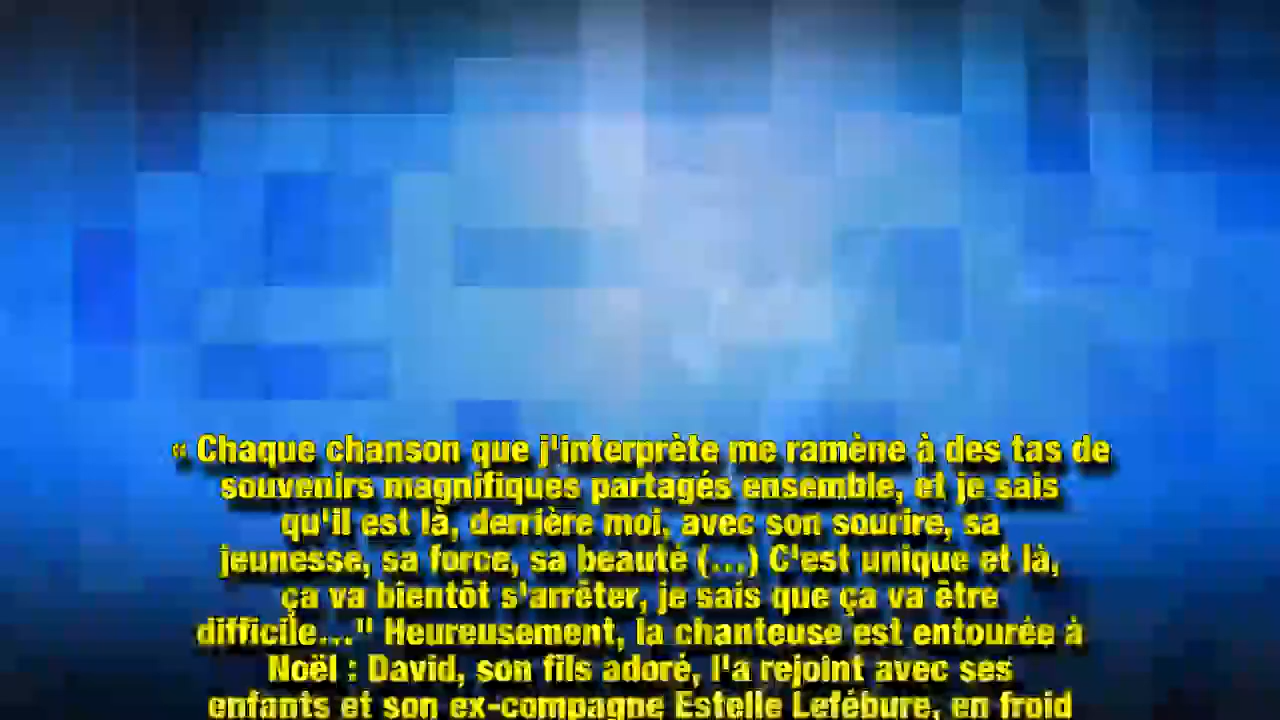 « Chaque chanson que j'interprète me ramène à des tas de
souvenirs magnifiques partagés ensemble, et je sais
qu'il est là, derrière moi, avec son sourire, sa
jeunesse, sa force, sa beauté (...) C'est unique et là,
ça va bientôt s'arrêter, je sais que ça va être
difficile..." Heureusement, la chanteuse est entourée à
Noël : David, son fils adoré, l'a rejoint avec ses
enfants et son ex-compagne Estelle Lefébure, en froid